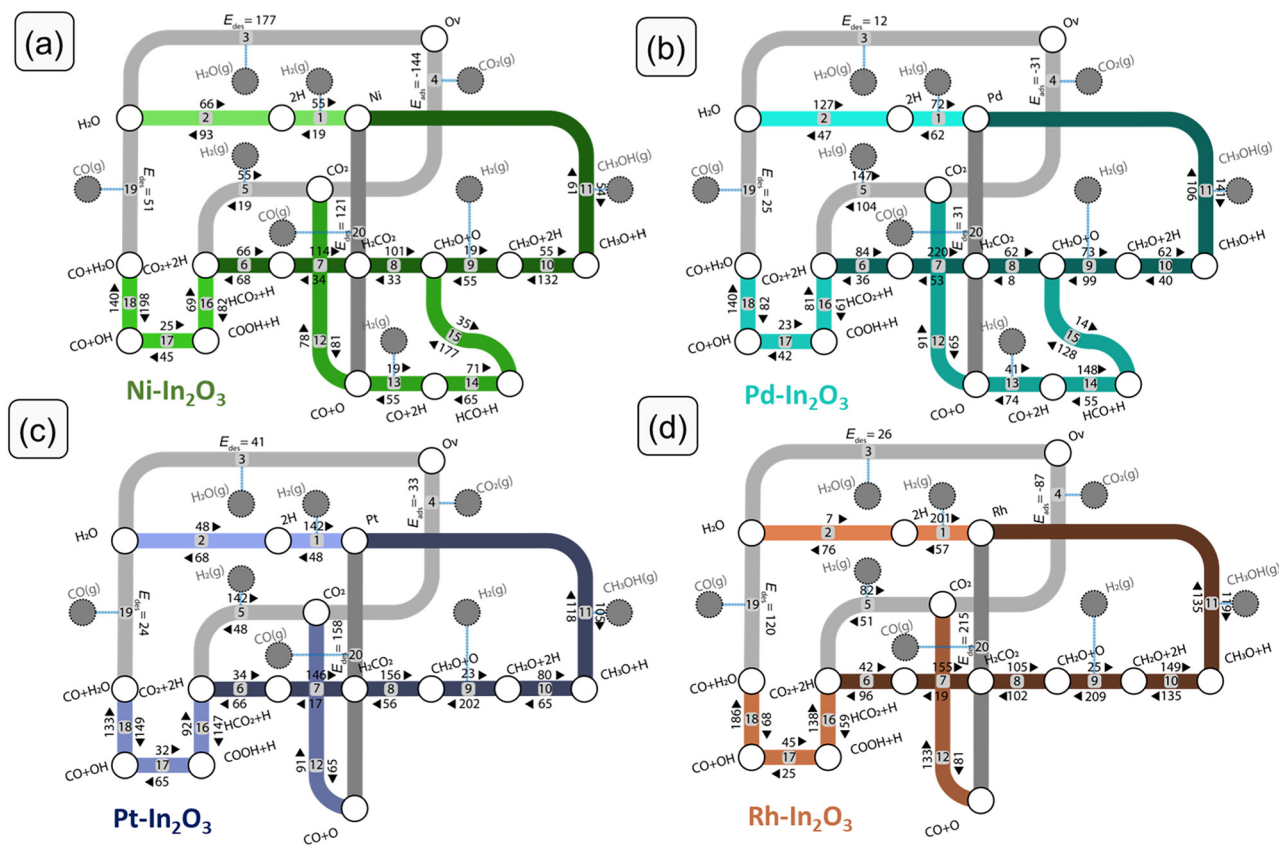 (a)
E_des = 177
3
Ov
H₂O(g)
H₂(g)
4
CO₂(g)
E_ads = -144
2H
Ni
H₂O
66
2
93
55
1
19
CO(g)
19
E_des = 51
H₂(g)
55
5
19
CO₂
H₂(g)
CH₃OH(g)
61
11
CO(g)
E_des = 121
20
CO+H₂O
CO₂+2H
66
6
68
HCO₂+H
114
7
34
H₂CO₂
101
8
33
CH₂O+O
19
9
55
CH₂O+2H
55
10
132
CH₃O+H
140
18
198
69
16
82
CO+OH
25
17
45
COOH+H
78
12
81
H₂(g)
35
15
177
19
13
55
71
14
65
CO+O
CO+2H
HCO+H
Ni-In₂O₃
(b)
E_des = 12
3
Ov
H₂O(g)
H₂(g)
4
CO₂(g)
E_ads = -31
2H
Pd
H₂O
127
2
47
72
1
62
CO(g)
19
E_des = 25
H₂(g)
147
5
104
CO₂
H₂(g)
CH₃OH(g)
106
11
141
CO(g)
E_des = 31
20
CO+H₂O
CO₂+2H
84
6
36
HCO₂+H
220
7
53
H₂CO₂
62
8
8
CH₂O+O
73
9
99
CH₂O+2H
62
10
40
CH₃O+H
140
18
82
81
16
61
CO+OH
23
17
42
COOH+H
91
12
65
H₂(g)
14
15
128
41
13
74
148
14
55
CO+O
CO+2H
HCO+H
Pd-In₂O₃
(c)
E_des = 41
3
Ov
H₂O(g)
H₂(g)
4
CO₂(g)
E_ads = - 33
2H
Pt
H₂O
48
2
68
142
1
48
CO(g)
19
E_des = 24
H₂(g)
142
5
48
CO₂
H₂(g)
CH₃OH(g)
118
11
105
CO(g)
E_des = 158
20
CO+H₂O
CO₂+2H
34
6
66
HCO₂+H
146
7
17
H₂CO₂
156
8
56
CH₂O+O
23
9
202
CH₂O+2H
80
10
65
CH₃O+H
133
18
149
92
16
147
CO+OH
32
17
65
COOH+H
91
12
65
CO+O
Pt-In₂O₃
(d)
E_des = 26
3
Ov
H₂O(g)
H₂(g)
4
CO₂(g)
E_ads = -87
2H
Rh
H₂O
7
2
76
201
1
57
CO(g)
19
E_des = 120
H₂(g)
82
5
51
CO₂
H₂(g)
CH₃OH(g)
135
11
119
CO(g)
E_des = 215
20
CO+H₂O
CO₂+2H
42
6
96
HCO₂+H
155
7
19
H₂CO₂
105
8
102
CH₂O+O
25
9
209
CH₂O+2H
149
10
135
CH₃O+H
186
18
138
16
CO+OH
45
17
25
COOH+H
133
12
81
CO+O
Rh-In₂O₃